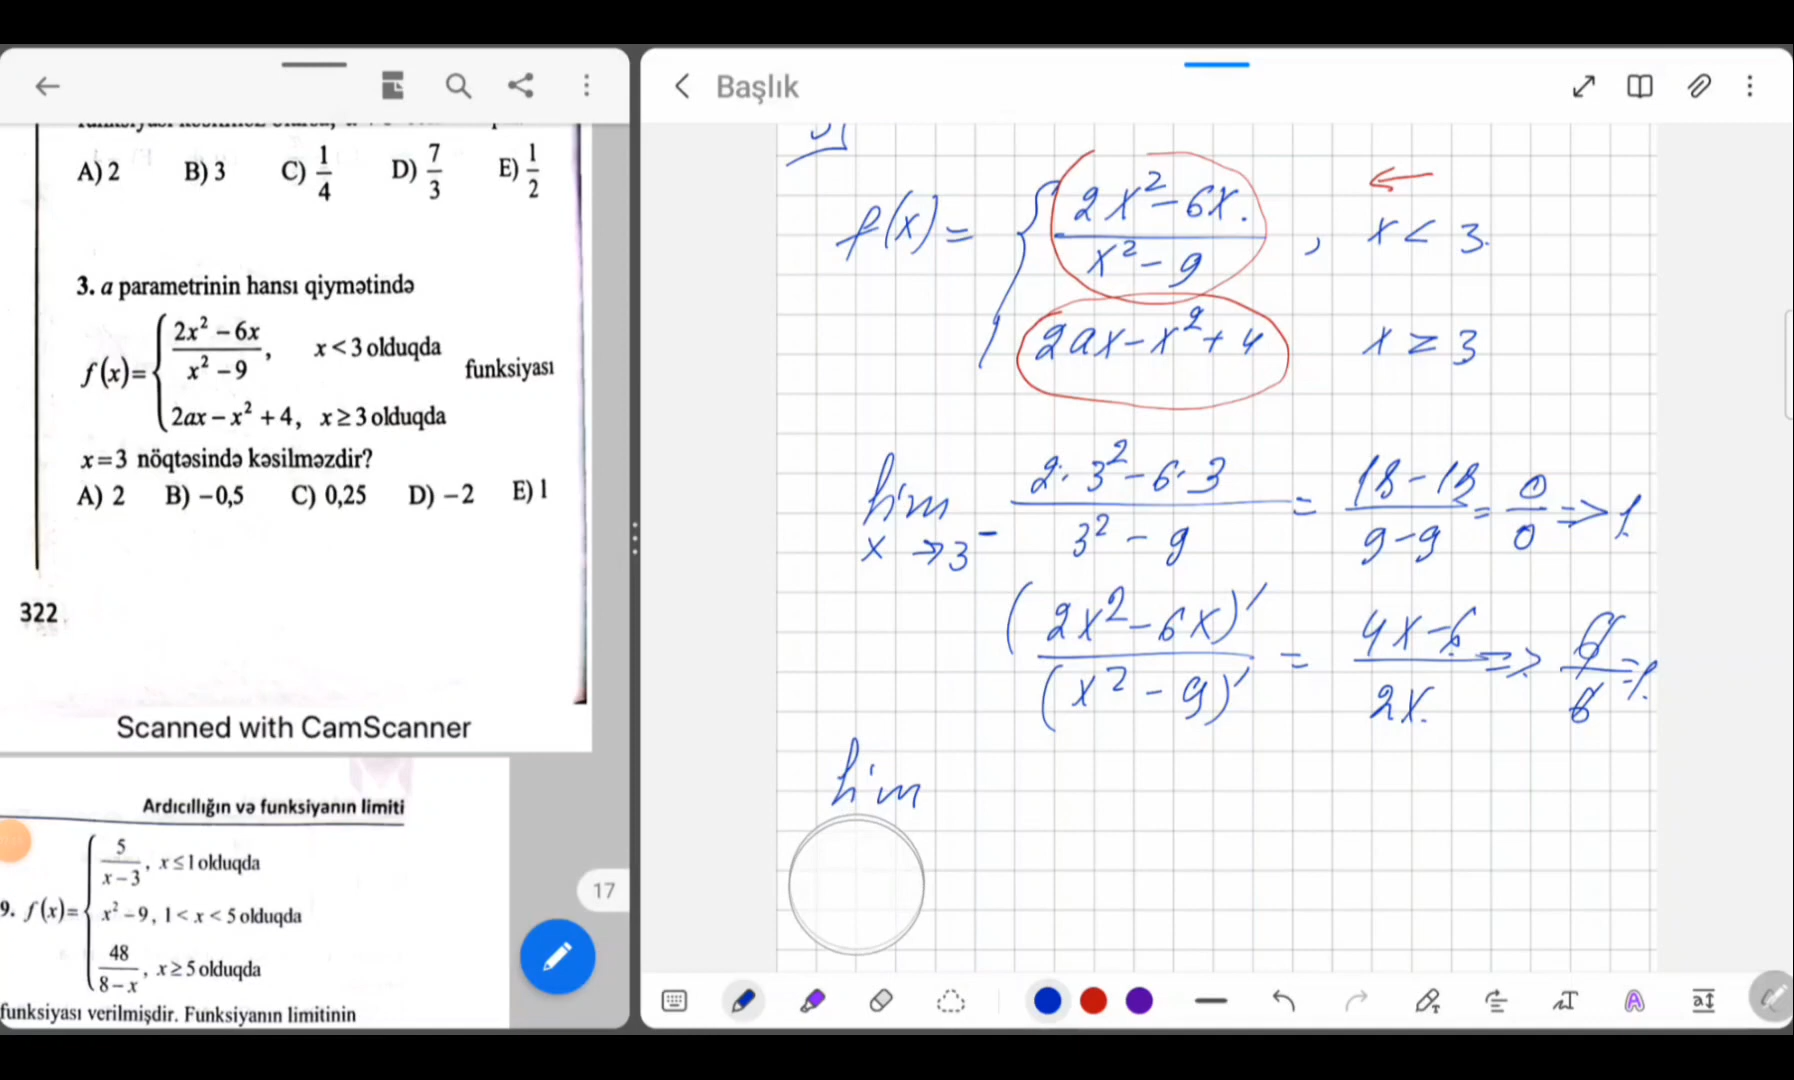 A) 2 B) 3 C) 1/4 D) 7/3 E) 1/2
3. a parametrinin hansı qiymətində
f(x)= { (2x² – 6x)/(x² – 9), x < 3 olduqda
2ax – x² + 4, x ≥ 3 olduqda
funksiyası
x = 3 nöqtəsində kəsilməzdir?
A) 2 B) –0,5 C) 0,25 D) –2 E) 1
322
Scanned with CamScanner
Ardıcıllığın və funksiyanın limiti
9. f(x)= { 5/(x – 3), x ≤ 1 olduqda
x² – 9, 1 < x < 5 olduqda
48/(8 – x), x ≥ 5 olduqda
funksiyası verilmişdir. Funksiyanın limitinin
17
Başlık
f(x) = { (2x² – 6x)/(x² – 9), x < 3
2ax – x² + 4 x ≥ 3
lim x→3⁻ (2·3² – 6·3)/(3² – 9) = (18 – 18)/(9 – 9) = 0/0 => 1
(2x² – 6x)'/(x² – 9)' = (4x – 6)/2x => 6/6 = 1
lim